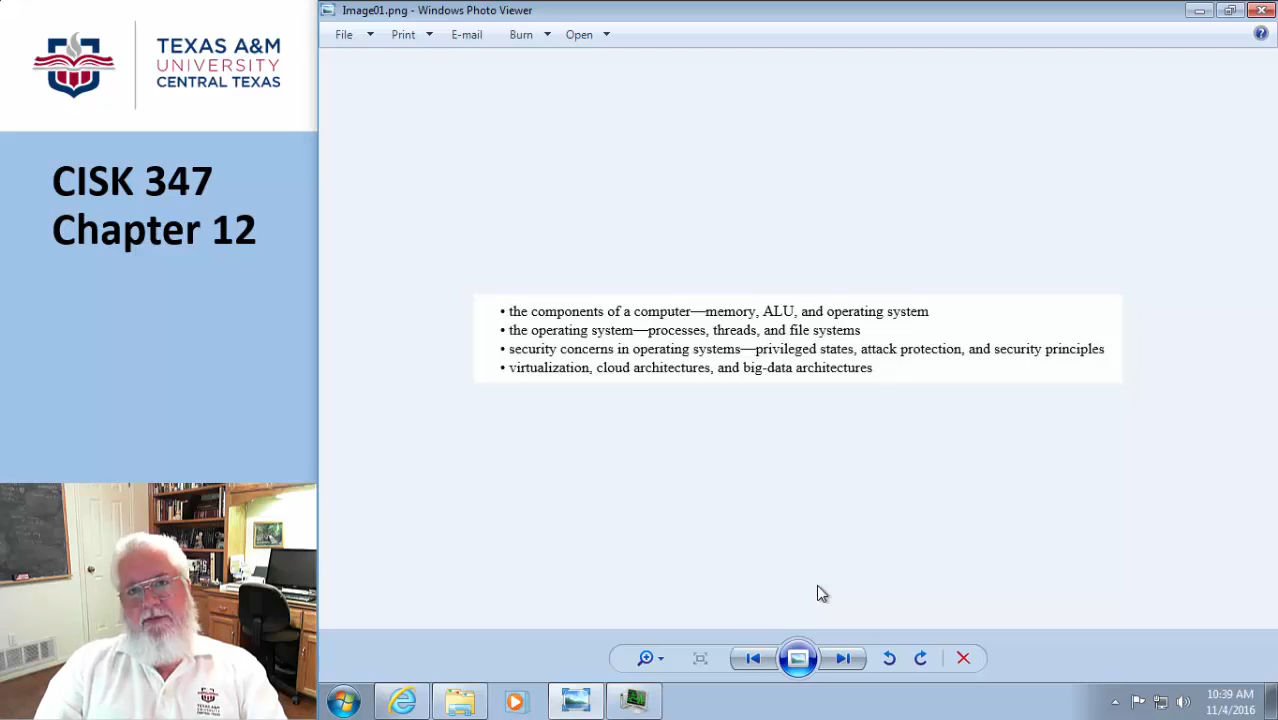 TEXAS A&M
UNIVERSITY
CENTRAL TEXAS
CISK 347
Chapter 12
Image01.png - Windows Photo Viewer
File Print E-mail Burn Open
• the components of a computer—memory, ALU, and operating system
• the operating system—processes, threads, and file systems
• security concerns in operating systems—privileged states, attack protection, and security principles
• virtualization, cloud architectures, and big-data architectures
10:39 AM
11/4/2016